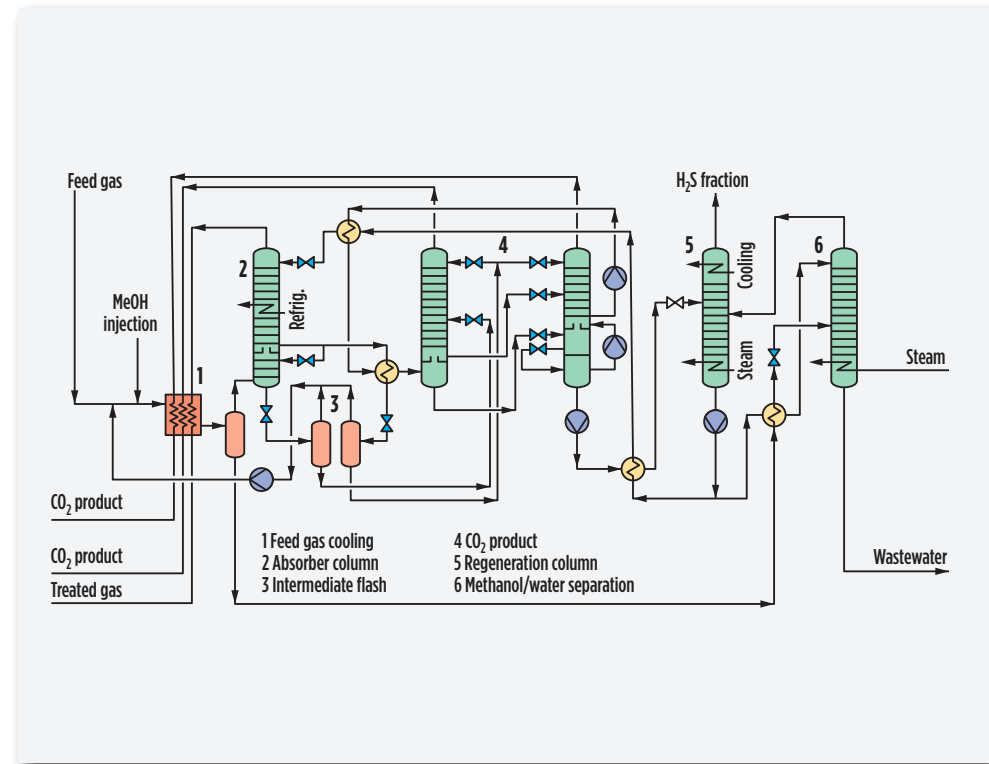 Feed gas
H₂S fraction
MeOH
injection
1
2
Refrig.
3
4
5
Cooling
Steam
6
Steam
CO₂ product
CO₂ product
Treated gas
Wastewater
1 Feed gas cooling
2 Absorber column
3 Intermediate flash
4 CO₂ product
5 Regeneration column
6 Methanol/water separation